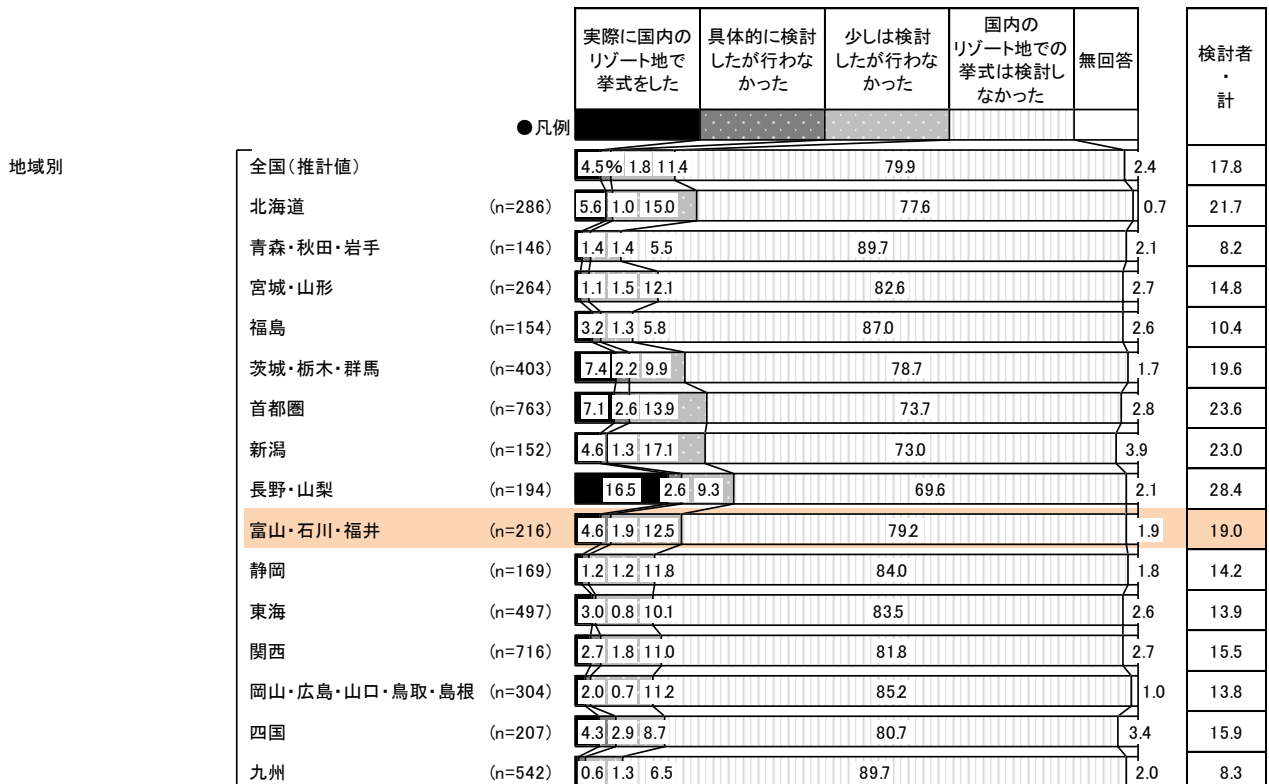 実際に国内の
リゾート地で
挙式をした
具体的に検討
したが行わな
かった
少しは検討
したが行わな
かった
国内の
リゾート地での
挙式は検討し
なかった
無回答
検討者
・
計
●凡例
地域別
全国(推計値) 4.5% 1.8 11.4 79.9 2.4 17.8
北海道 (n=286) 5.6 1.0 15.0 77.6 0.7 21.7
青森・秋田・岩手 (n=146) 1.4 1.4 5.5 89.7 2.1 8.2
宮城・山形 (n=264) 1.1 1.5 12.1 82.6 2.7 14.8
福島 (n=154) 3.2 1.3 5.8 87.0 2.6 10.4
茨城・栃木・群馬 (n=403) 7.4 2.2 9.9 78.7 1.7 19.6
首都圏 (n=763) 7.1 2.6 13.9 73.7 2.8 23.6
新潟 (n=152) 4.6 1.3 17.1 73.0 3.9 23.0
長野・山梨 (n=194) 16.5 2.6 9.3 69.6 2.1 28.4
富山・石川・福井 (n=216) 4.6 1.9 12.5 79.2 1.9 19.0
静岡 (n=169) 1.2 1.2 11.8 84.0 1.8 14.2
東海 (n=497) 3.0 0.8 10.1 83.5 2.6 13.9
関西 (n=716) 2.7 1.8 11.0 81.8 2.7 15.5
岡山・広島・山口・鳥取・島根 (n=304) 2.0 0.7 11.2 85.2 1.0 13.8
四国 (n=207) 4.3 2.9 8.7 80.7 3.4 15.9
九州 (n=542) 0.6 1.3 6.5 89.7 2.0 8.3